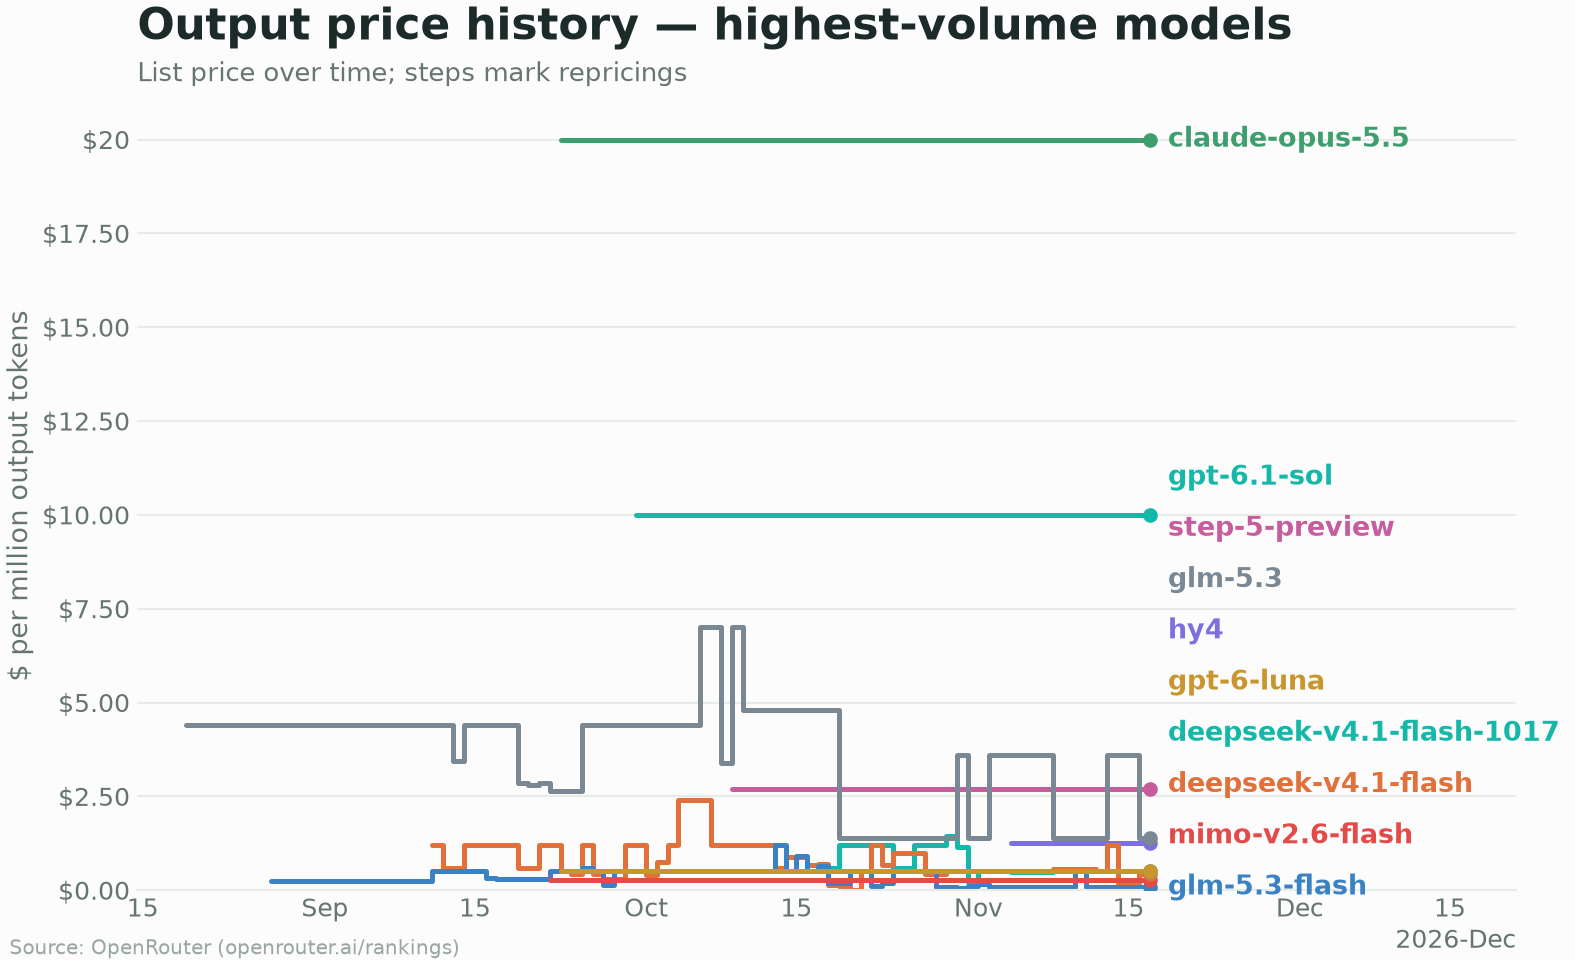 Output price history — highest-volume models
List price over time; steps mark repricings
$ per million output tokens
$20
$17.50
$15.00
$12.50
$10.00
$7.50
$5.00
$2.50
$0.00
claude-opus-5.5
gpt-6.1-sol
step-5-preview
glm-5.3
hy4
gpt-6-luna
deepseek-v4.1-flash-1017
deepseek-v4.1-flash
mimo-v2.6-flash
glm-5.3-flash
15 Sep 15 Oct 15 Nov 15 Dec 15
2026-Dec
Source: OpenRouter (openrouter.ai/rankings)